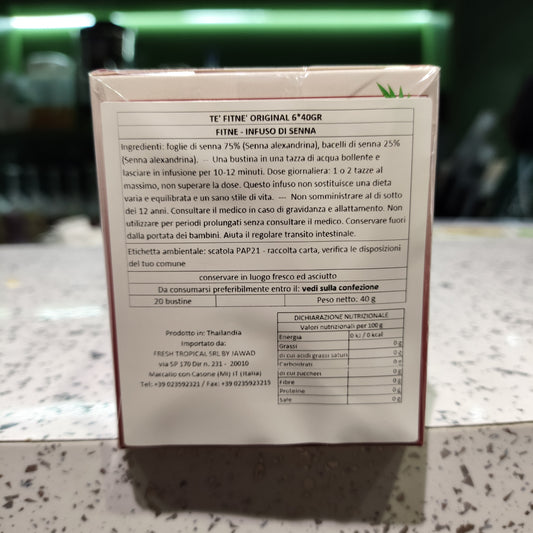 TE' FITNE' ORIGINAL 6*40GR
FITNE - INFUSO DI SENNA
Ingredienti: foglie di senna 75% (Senna alexandrina), bacelli di senna 25%
(Senna alexandrina). --- Una bustina in una tazza di acqua bollente e
lasciare in infusione per 10-12 minuti. Dose giornaliera: 1 o 2 tazze al
massimo, non superare la dose. Questo infuso non sostituisce una dieta
varia e equilibrata e un sano stile di vita. --- Non somministrare al di sotto
dei 12 anni. Consultare il medico in caso di gravidanza e allattamento. Non
utilizzare per periodi prolungati senza consultare il medico. Conservare fuori
dalla portata dei bambini. Aiuta il regolare transito intestinale.
Etichetta ambientale: scatola PAP21 - raccolta carta, verifica le disposizioni
del tuo comune
conservare in luogo fresco ed asciutto
Da consumarsi preferibilmente entro il: vedi sulla confezione
20 bustine Peso netto: 40 g
Prodotto in: Thailandia
Importato da:
FRESH TROPICAL SRL BY JAWAD
via SP 170 Dir n. 231 - 20010
Marcallo con Casone (MI) IT (Italia)
Tel: +39 023592321 / Fax: +39 0235923215
DICHIARAZIONE NUTRIZIONALE
Valori nutrizionali per 100 g
Energia 0 kJ / 0 kcal
Grassi 0 g
di cui acidi grassi saturi 0 g
Carboidrati 0 g
di cui zuccheri 0 g
Fibre 0 g
Proteine 0 g
Sale 0 g